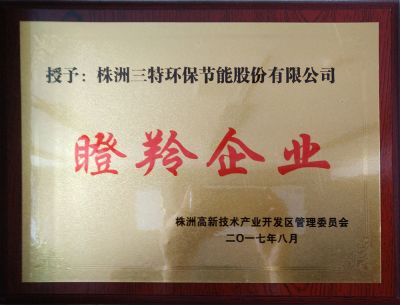 授予：株洲三特环保节能股份有限公司
瞪羚企业
株洲高新技术产业开发区管理委员会
二〇一七年八月